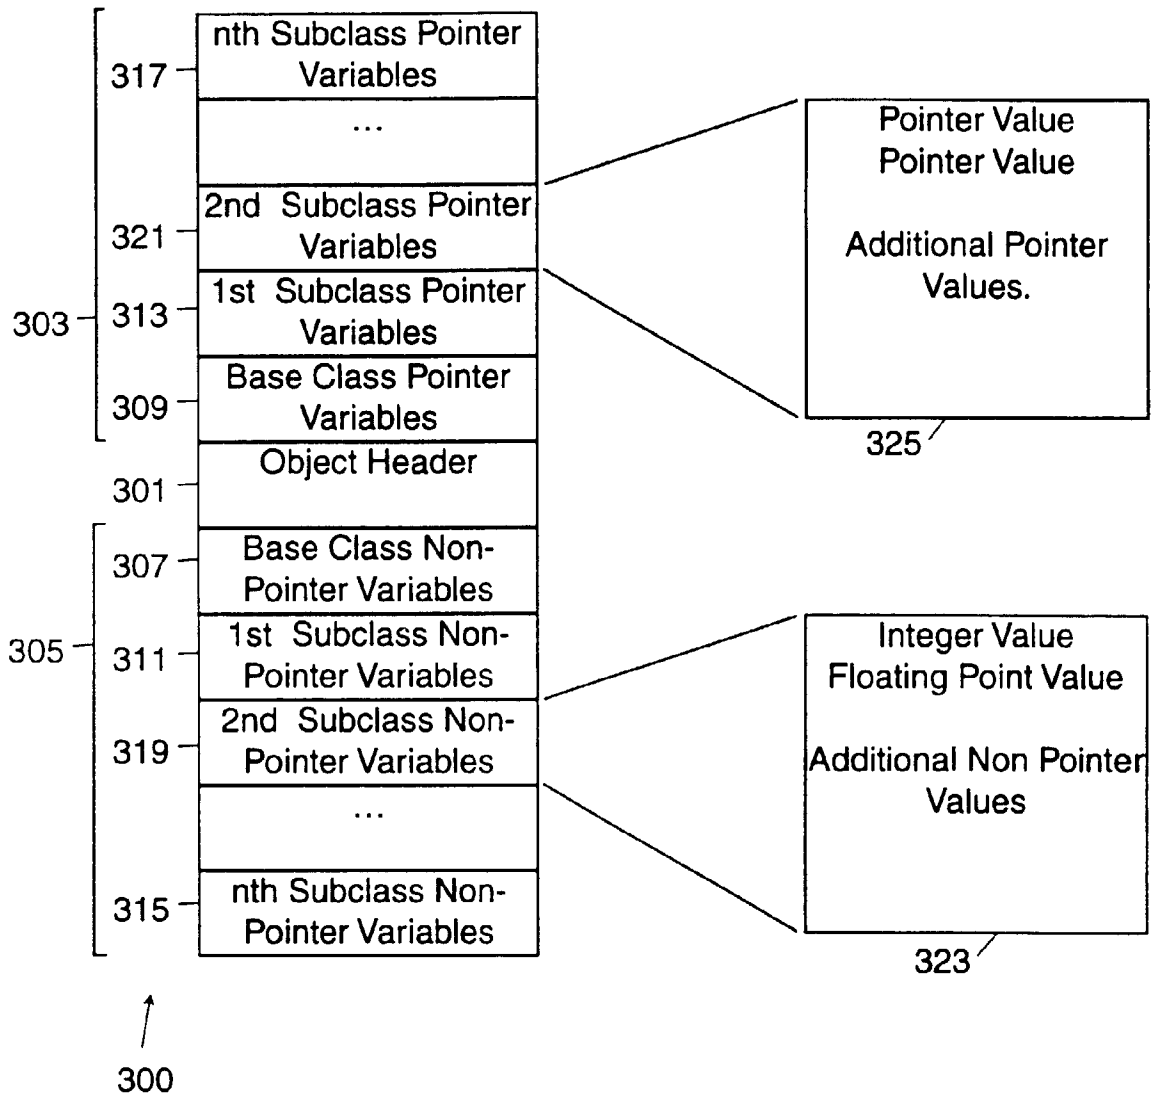 nth Subclass Pointer
Variables
317
...
2nd Subclass Pointer
Variables
321
1st Subclass Pointer
Variables
313
303
Base Class Pointer
Variables
309
Object Header
301
Base Class Non-
Pointer Variables
307
1st Subclass Non-
Pointer Variables
311
305
2nd Subclass Non-
Pointer Variables
319
...
nth Subclass Non-
Pointer Variables
315
300
Pointer Value
Pointer Value
Additional Pointer
Values.
325
Integer Value
Floating Point Value
Additional Non Pointer
Values
323